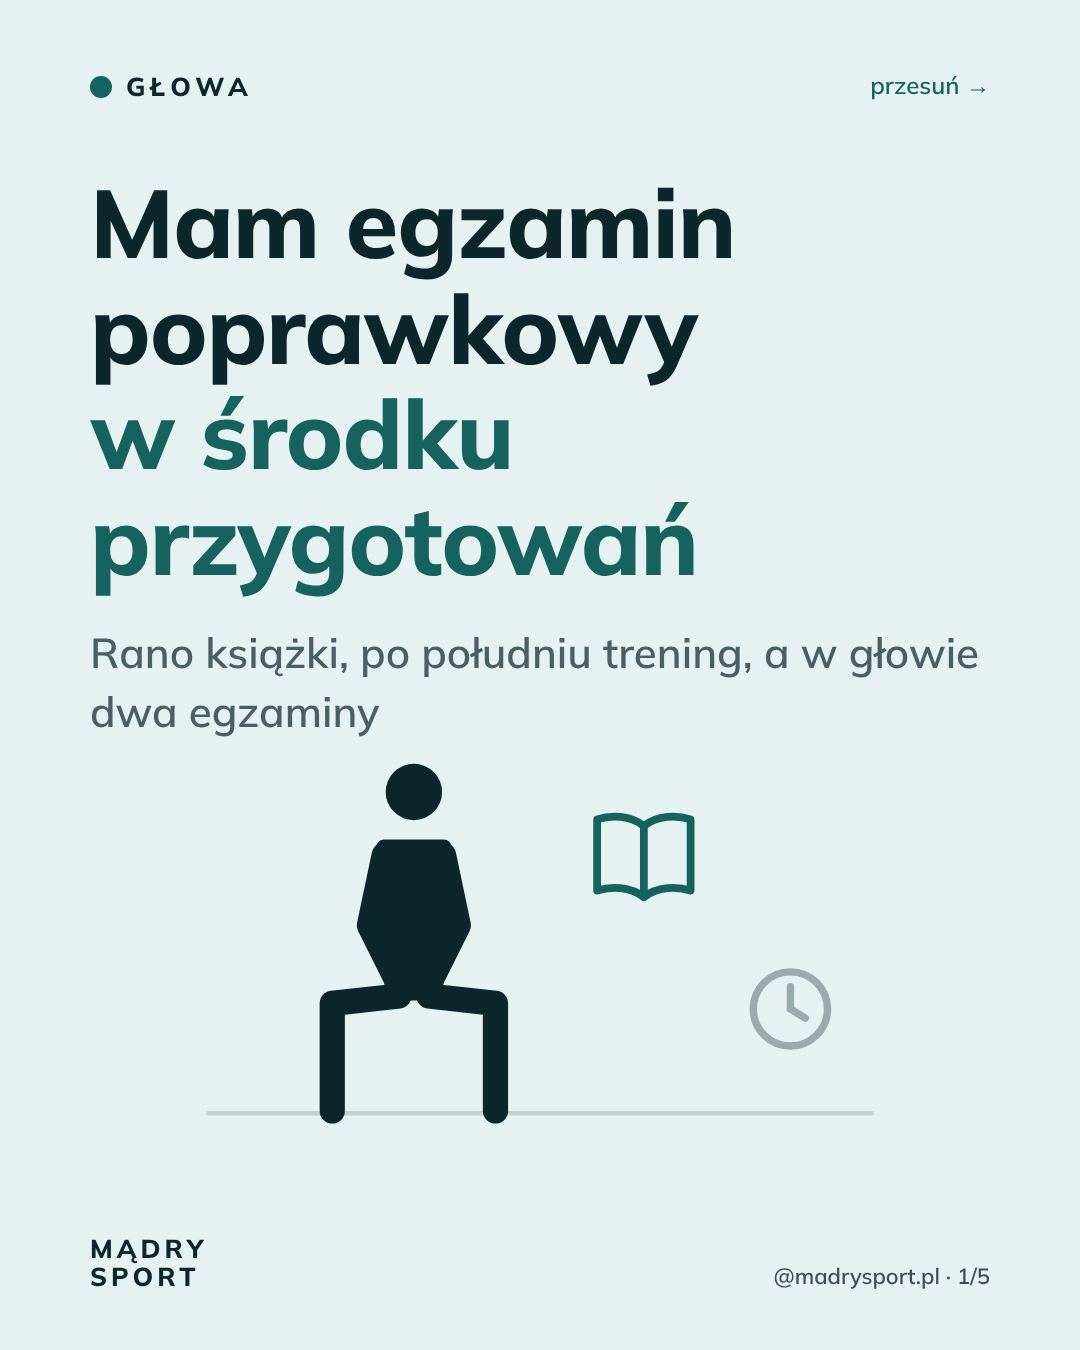 GŁOWA
przesuń →
Mam egzamin
poprawkowy
w środku
przygotowań
Rano książki, po południu trening, a w głowie
dwa egzaminy
MĄDRY
SPORT
@madrysport.pl · 1/5